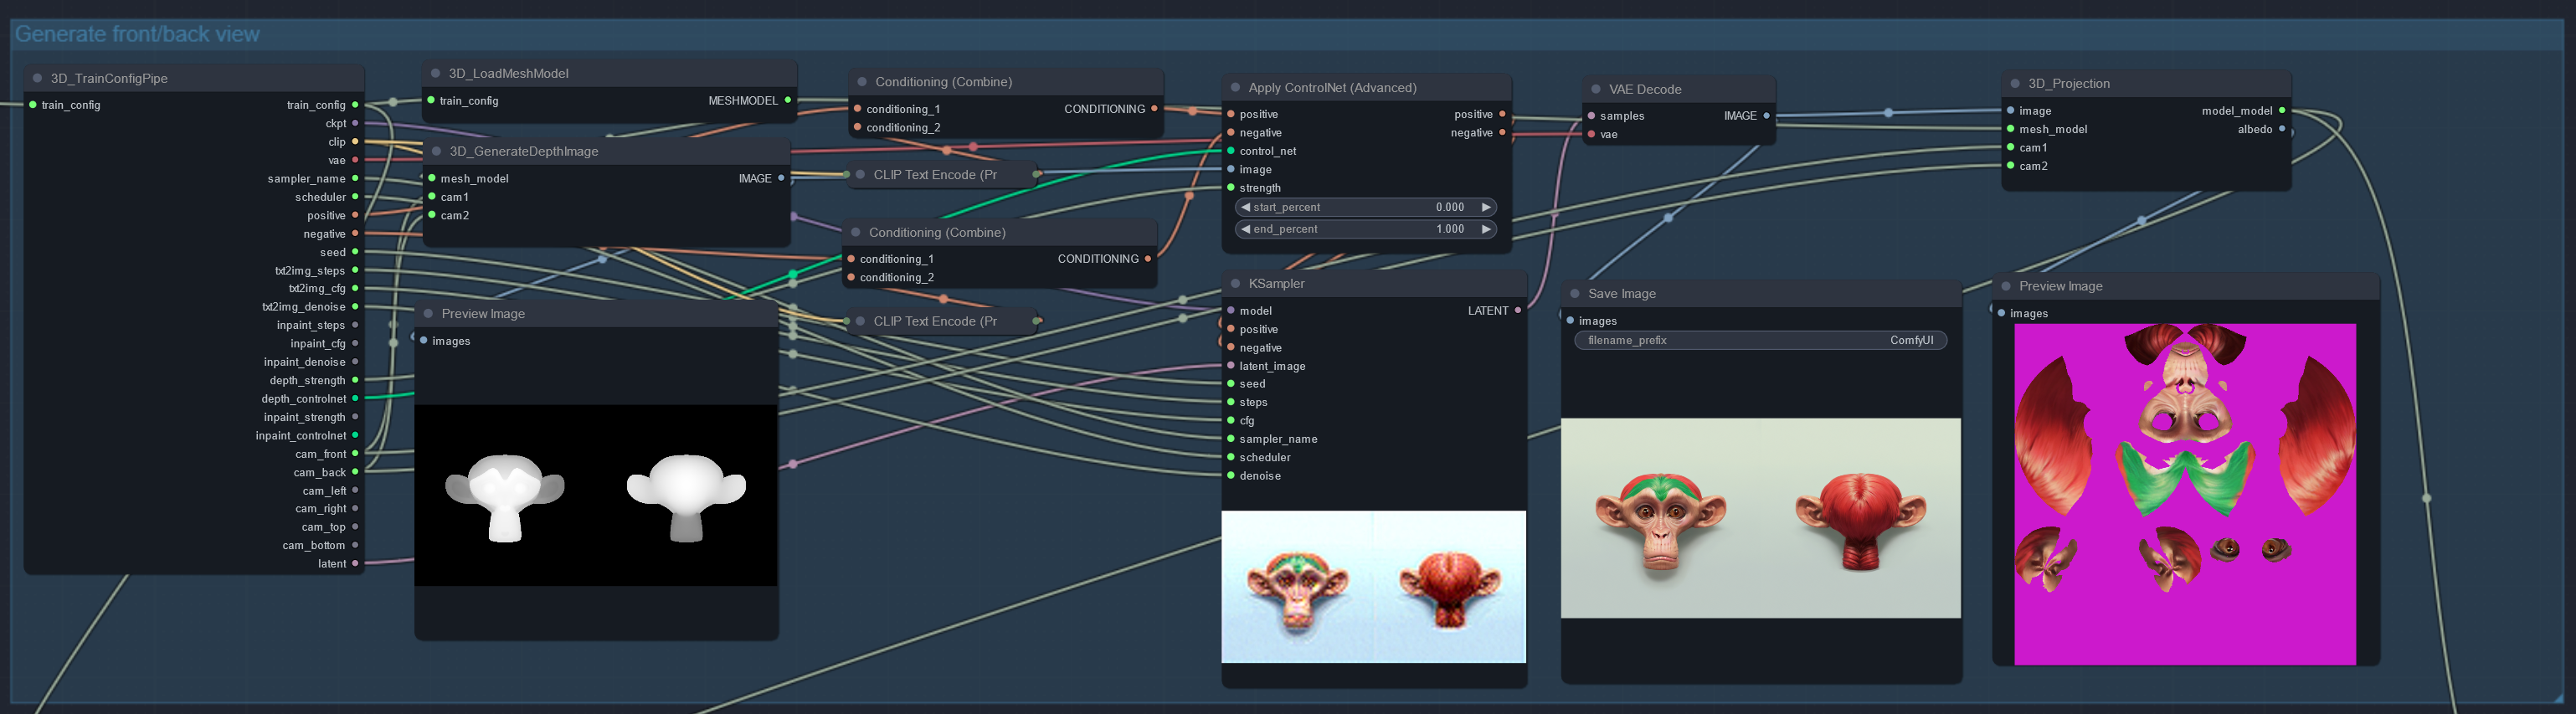 Generate front/back view
3D_TrainConfigPipe
train_config
train_config
ckpt
clip
vae
sampler_name
scheduler
positive
negative
seed
txt2img_steps
txt2img_cfg
txt2img_denoise
inpaint_steps
inpaint_cfg
inpaint_denoise
depth_strength
depth_controlnet
inpaint_strength
inpaint_controlnet
cam_front
cam_back
cam_left
cam_right
cam_top
cam_bottom
latent
3D_LoadMeshModel
train_config MESHMODEL
3D_GenerateDepthImage
mesh_model IMAGE
cam1
cam2
Preview Image
images
Conditioning (Combine)
conditioning_1 CONDITIONING
conditioning_2
CLIP Text Encode (Pr
Conditioning (Combine)
conditioning_1 CONDITIONING
conditioning_2
CLIP Text Encode (Pr
Apply ControlNet (Advanced)
positive positive
negative negative
control_net
image
strength
start_percent 0.000
end_percent 1.000
KSampler
model LATENT
positive
negative
latent_image
seed
steps
cfg
sampler_name
scheduler
denoise
VAE Decode
samples IMAGE
vae
Save Image
images
filename_prefix ComfyUI
3D_Projection
image model_model
mesh_model albedo
cam1
cam2
Preview Image
images